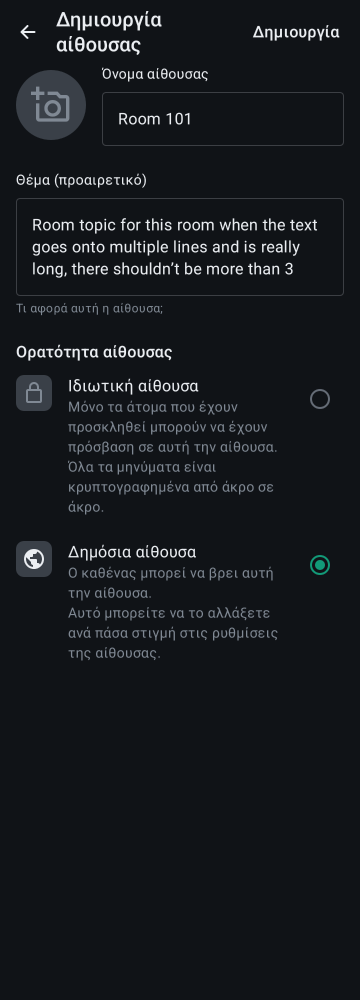 Δημιουργία
αίθουσας
Δημιουργία
Όνομα αίθουσας
Room 101
Θέμα (προαιρετικό)
Room topic for this room when the text
goes onto multiple lines and is really
long, there shouldn’t be more than 3
Τι αφορά αυτή η αίθουσα;
Ορατότητα αίθουσας
Ιδιωτική αίθουσα
Μόνο τα άτομα που έχουν
προσκληθεί μπορούν να έχουν
πρόσβαση σε αυτή την αίθουσα.
Όλα τα μηνύματα είναι
κρυπτογραφημένα από άκρο σε
άκρο.
Δημόσια αίθουσα
Ο καθένας μπορεί να βρει αυτή
την αίθουσα.
Αυτό μπορείτε να το αλλάξετε
ανά πάσα στιγμή στις ρυθμίσεις
της αίθουσας.